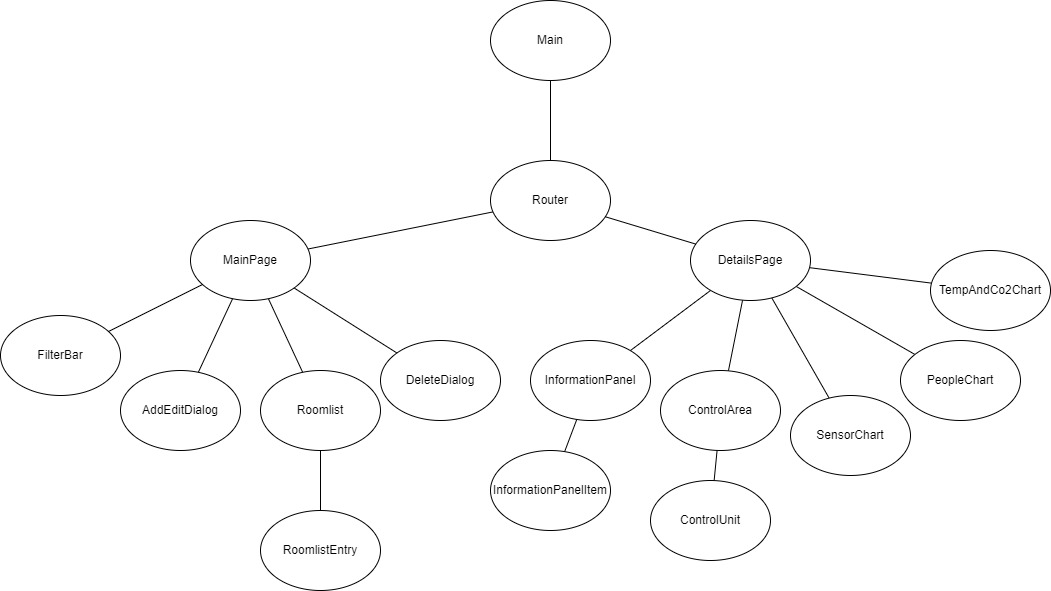 Main
Router
MainPage
DetailsPage
TempAndCo2Chart
FilterBar
AddEditDialog
Roomlist
DeleteDialog
InformationPanel
ControlArea
SensorChart
PeopleChart
InformationPanelItem
ControlUnit
RoomlistEntry